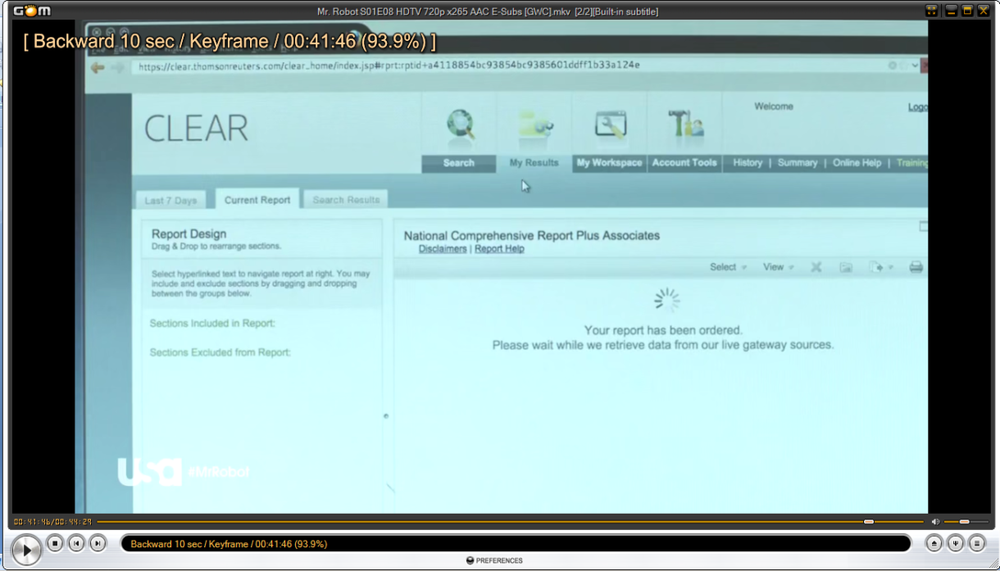 GOM
Mr. Robot S01E08 HDTV 720p x265 AAC E-Subs [GWC].mkv [2/2][Built-in subtitle]
[ Backward 10 sec / Keyframe / 00:41:46 (93.9%) ]
https://clear.thomsonreuters.com/clear_home/index.jsp#rprt:rptid+a4118854bc93854bc9385601ddff1b33a124e
CLEAR
Welcome
Logo
Search
My Results
My Workspace
Account Tools
History | Summary | Online Help | Training
Last 7 Days
Current Report
Search Results
Report Design
Drag & Drop to rearrange sections.
Select hyperlinked text to navigate report at right. You may
include and exclude sections by dragging and dropping
between the groups below.
Sections Included in Report:
Sections Excluded from Report:
National Comprehensive Report Plus Associates
Disclaimers | Report Help
Select
View
Your report has been ordered.
Please wait while we retrieve data from our live gateway sources.
usa #MrRobot
00:41:46/00:44:29
Backward 10 sec / Keyframe / 00:41:46 (93.9%)
PREFERENCES